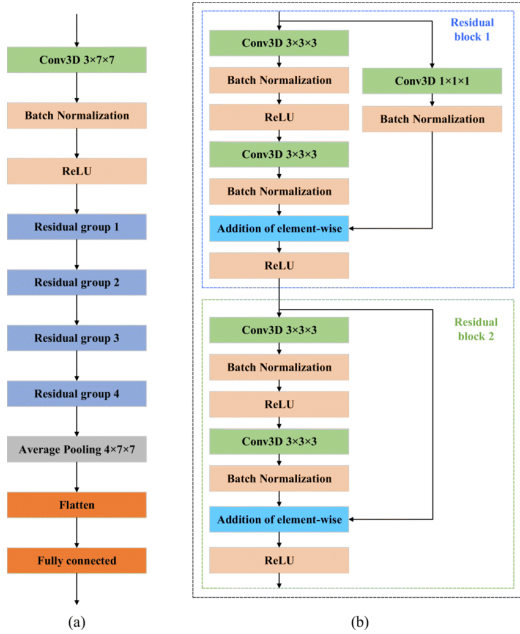 Conv3D 3×7×7
Batch Normalization
ReLU
Residual group 1
Residual group 2
Residual group 3
Residual group 4
Average Pooling 4×7×7
Flatten
Fully connected
(a)
Residual
block 1
Conv3D 3×3×3
Batch Normalization
ReLU
Conv3D 3×3×3
Batch Normalization
Addition of element-wise
ReLU
Conv3D 1×1×1
Batch Normalization
Residual
block 2
Conv3D 3×3×3
Batch Normalization
ReLU
Conv3D 3×3×3
Batch Normalization
Addition of element-wise
ReLU
(b)